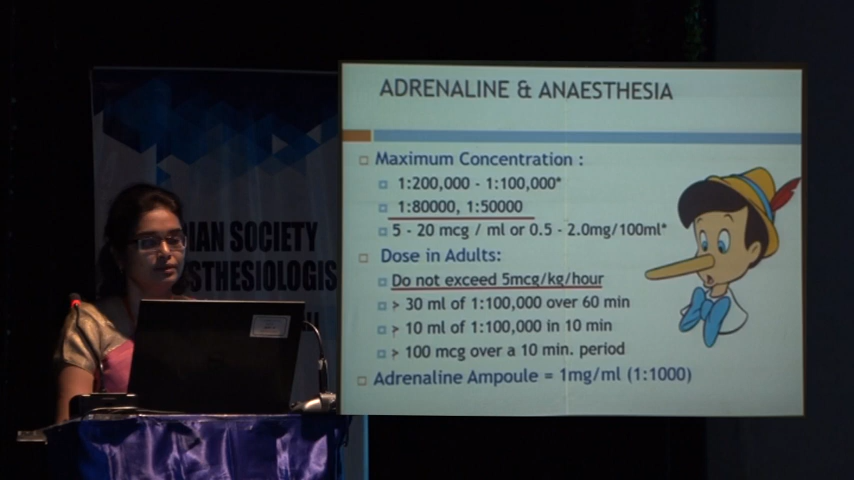 ADRENALINE & ANAESTHESIA
Maximum Concentration :
1:200,000 - 1:100,000*
1:80000, 1:50000
5 - 20 mcg / ml or 0.5 - 2.0mg/100ml*
Dose in Adults:
Do not exceed 5mcg/kg/hour
> 30 ml of 1:100,000 over 60 min
> 10 ml of 1:100,000 in 10 min
> 100 mcg over a 10 min. period
Adrenaline Ampoule = 1mg/ml (1:1000)
IAN SOCIETY
STHESIOLOGIS